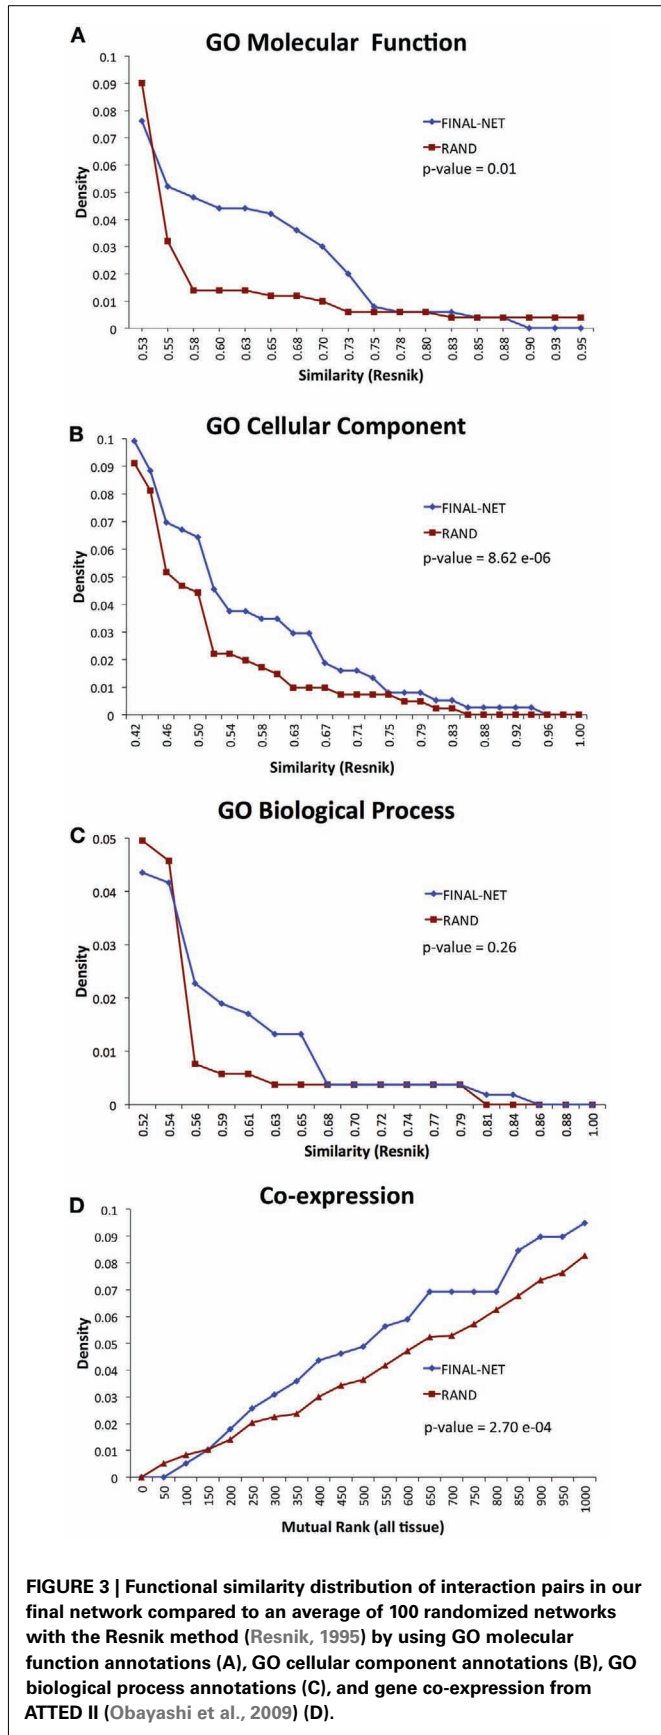 A
GO Molecular Function
0.1
0.09
0.08
0.07
0.06
0.05
0.04
0.03
0.02
0.01
0
Density
FINAL-NET
RAND
p-value = 0.01
0.53 0.55 0.58 0.60 0.63 0.65 0.68 0.70 0.73 0.75 0.78 0.80 0.83 0.85 0.88 0.90 0.93 0.95
Similarity (Resnik)
B
GO Cellular Component
0.1
0.09
0.08
0.07
0.06
0.05
0.04
0.03
0.02
0.01
0
Density
FINAL-NET
RAND
p-value = 8.62 e-06
0.42 0.46 0.50 0.54 0.58 0.63 0.67 0.71 0.75 0.79 0.83 0.88 0.92 0.96 1.00
Similarity (Resnik)
GO Biological Process
C
0.05
0.04
0.03
0.02
0.01
0
Density
FINAL-NET
RAND
p-value = 0.26
0.52 0.54 0.56 0.59 0.61 0.63 0.65 0.68 0.70 0.72 0.74 0.77 0.79 0.81 0.84 0.86 0.88 1.00
Similarity (Resnik)
D
Co-expression
0.1
0.09
0.08
0.07
0.06
0.05
0.04
0.03
0.02
0.01
0
Density
FINAL-NET
RAND
p-value = 2.70 e-04
0 50 100 150 200 250 300 350 400 450 500 550 600 650 700 750 800 850 900 950 1000
Mutual Rank (all tissue)
FIGURE 3 | Functional similarity distribution of interaction pairs in our
final network compared to an average of 100 randomized networks
with the Resnik method (Resnik, 1995) by using GO molecular
function annotations (A), GO cellular component annotations (B), GO
biological process annotations (C), and gene co-expression from
ATTED II (Obayashi et al., 2009) (D).